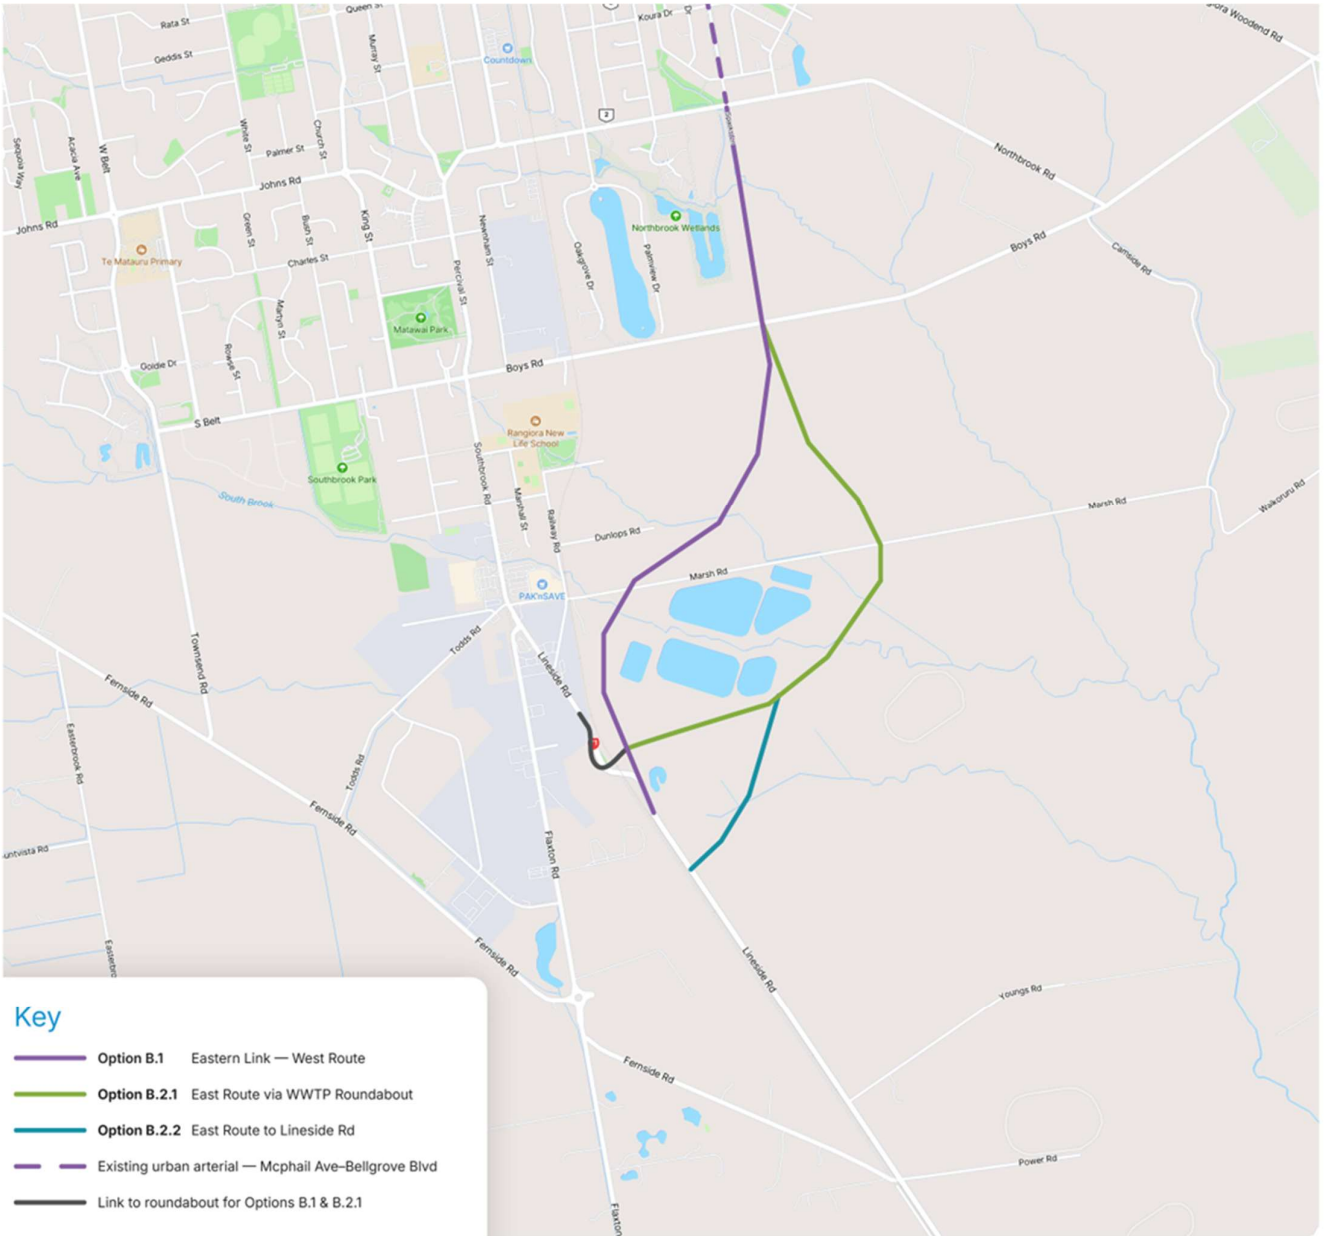 Queen St
Koura Dr
Dr
ora Woodend Rd
Rata St
Geddis St
Murray St
Countdown
2
Sequoia Way
Acacia Ave
W Belt
White St
Church St
Palmer St
Northbrook Rd
Johns Rd
Johns Rd
Green St
Bush St
King St
Newnham St
Northbrook Wetlands
Te Matauru Primary
Charles St
Percival St
Oakgrove Dr
Palmview Dr
Boys Rd
Camside Rd
Martyn St
Matawai Park
Rowse St
Goldie Dr
Boys Rd
S Belt
Rangiora New
Life School
Southbrook Rd
Southbrook Park
South Brook
Marshall St
Railway Rd
Dunlops Rd
Marsh Rd
Waikoruru Rd
Marsh Rd
PAK'nSAVE
Todds Rd
Townsend Rd
Lineside Rd
Fernside Rd
Easterbrook Rd
Todds Rd
Fernside Rd
untvista Rd
Flaxton Rd
Easterbro
Fernside Rd
Lineside Rd
Youngs Rd
Fernside Rd
Power Rd
Flaxton
Key
Option B.1 Eastern Link — West Route
Option B.2.1 East Route via WWTP Roundabout
Option B.2.2 East Route to Lineside Rd
Existing urban arterial — Mcphail Ave–Bellgrove Blvd
Link to roundabout for Options B.1 & B.2.1